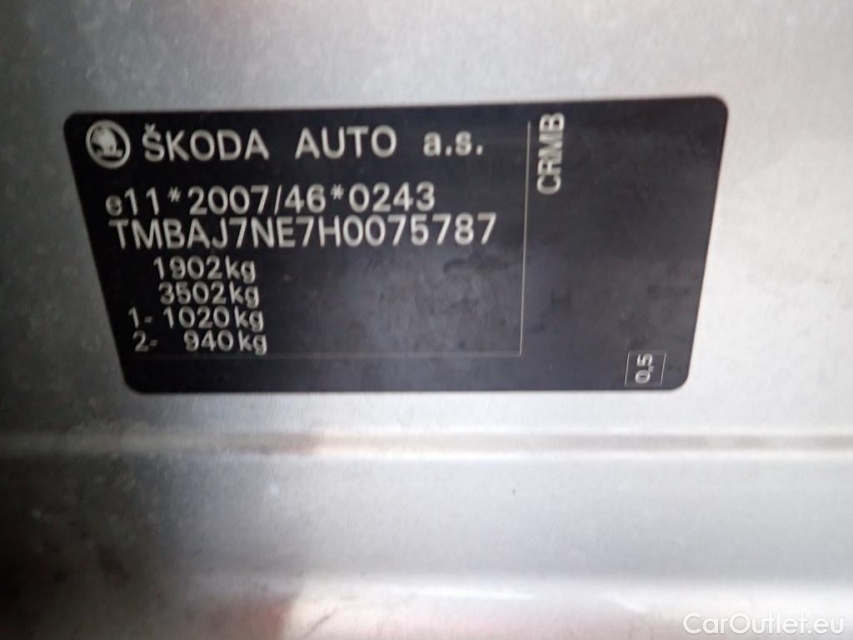 ŠKODA AUTO a.s.
e11*2007/46*0243
TMBAJ7NE7H0075787
1902kg
3502kg
1- 1020kg
2- 940kg
CRMB
0,5
CarOutlet.eu